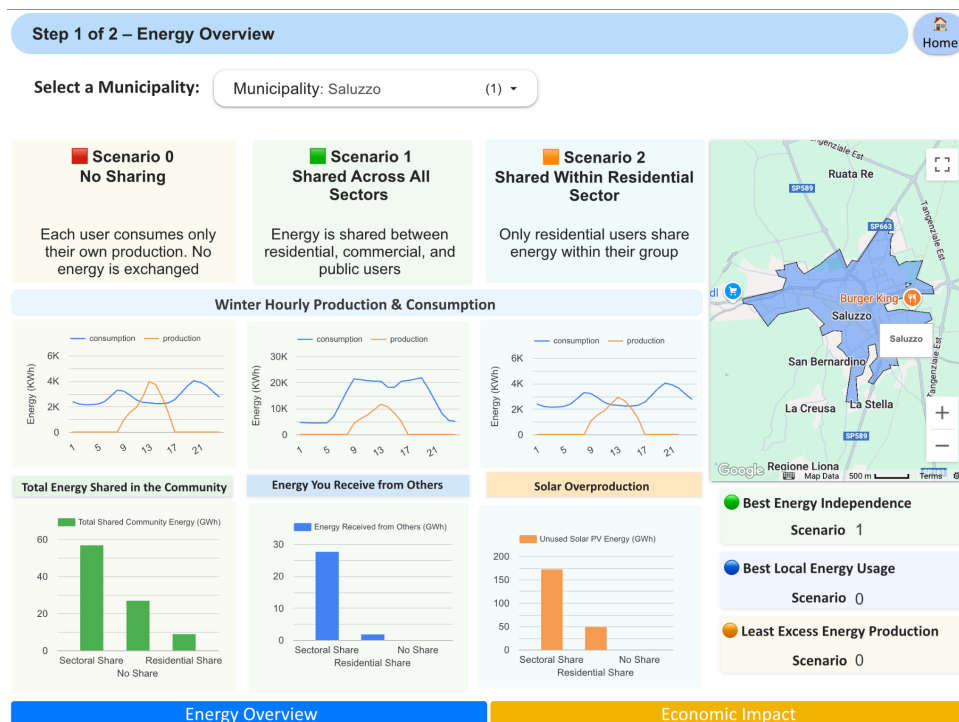 Step 1 of 2 – Energy Overview
Home
Select a Municipality:
Municipality: Saluzzo (1)
Scenario 0
No Sharing
Each user consumes only
their own production. No
energy is exchanged
Scenario 1
Shared Across All
Sectors
Energy is shared between
residential, commercial, and
public users
Scenario 2
Shared Within Residential
Sector
Only residential users share
energy within their group
Tangenziale Est
Ruata Re
SP589
SP663
Tangenziale Est
dl
Burger King
Saluzzo
Saluzzo
San Bernardino
Tangenziale Est
La Creusa
La Stella
SP589
Regione Liona
Google
Map Data
500 m
Terms
Winter Hourly Production & Consumption
consumption production
Energy (KWh)
6K
4K
2K
0
1 5 9 13 17 21
consumption production
Energy (KWh)
30K
20K
10K
0
1 5 9 13 17 21
consumption production
Energy (KWh)
6K
4K
2K
0
1 5 9 13 17 21
Total Energy Shared in the Community
Total Shared Community Energy (GWh)
60
40
20
0
Sectoral Share Residential Share
No Share
Energy You Receive from Others
Energy Received from Others (GWh)
30
20
10
0
Sectoral Share No Share
Residential Share
Solar Overproduction
Unused Solar PV Energy (GWh)
200
150
100
50
0
Sectoral Share No Share
Residential Share
Best Energy Independence
Scenario 1
Best Local Energy Usage
Scenario 0
Least Excess Energy Production
Scenario 0
Energy Overview
Economic Impact